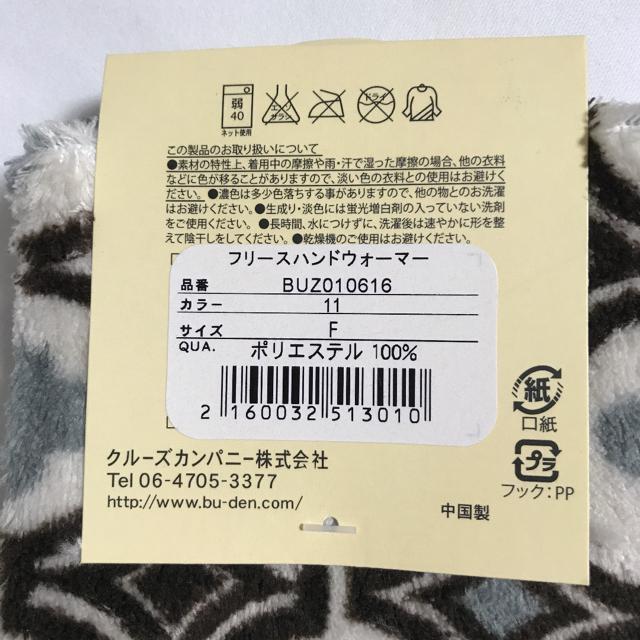 弱
40
ネット使用
エンソ
サラシ
ドライ
この製品のお取り扱いについて
●素材の特性上、着用中の摩擦や雨・汗で湿った摩擦の場合、他の衣料
などに色が移ることがありますので、淡い色の衣料との使用はお避けく
ださい。●濃色は多少色落ちする事がありますので、他の物とのお洗濯
はお避けください。●生成り・淡色には蛍光増白剤の入っていない洗剤
をご使用ください。●長時間、水につけずに、洗濯後は速やかに形を整
えて陰干しをしてください。●乾燥機のご使用はお避けください。
フリースハンドウォーマー
品番 BUZ010616
カラー 11
サイズ F
QUA. ポリエステル 100%
2 160032 513010
クルーズカンパニー株式会社
Tel 06-4705-3377
http://www.bu-den.com/
中国製
紙
口紙
プラ
フック:PP